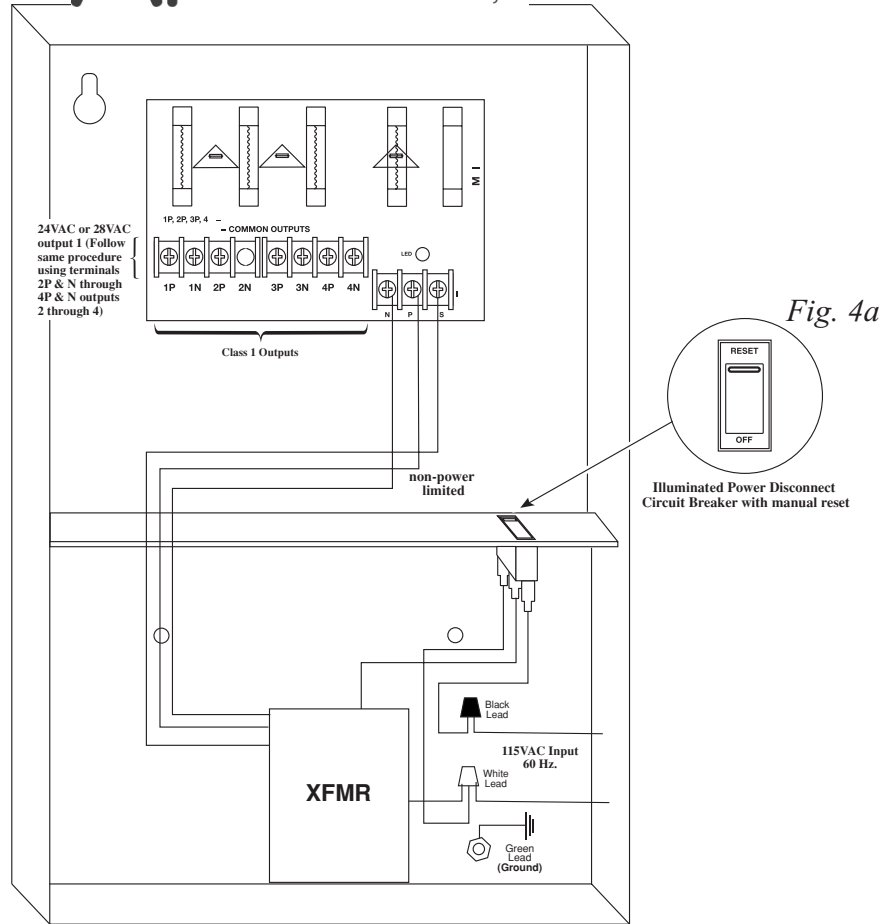 M I
1P, 2P, 3P, 4 –
– COMMON OUTPUTS
24VAC or 28VAC
output 1 (Follow
same procedure
using terminals
2P & N through
4P & N outputs
2 through 4)
LED
1P 1N 2P 2N 3P 3N 4P 4N
N P S
Class 1 Outputs
Fig. 4a
RESET
OFF
non-power
limited
Illuminated Power Disconnect
Circuit Breaker with manual reset
Black
Lead
115VAC Input
60 Hz.
White
Lead
XFMR
Green
Lead
(Ground)